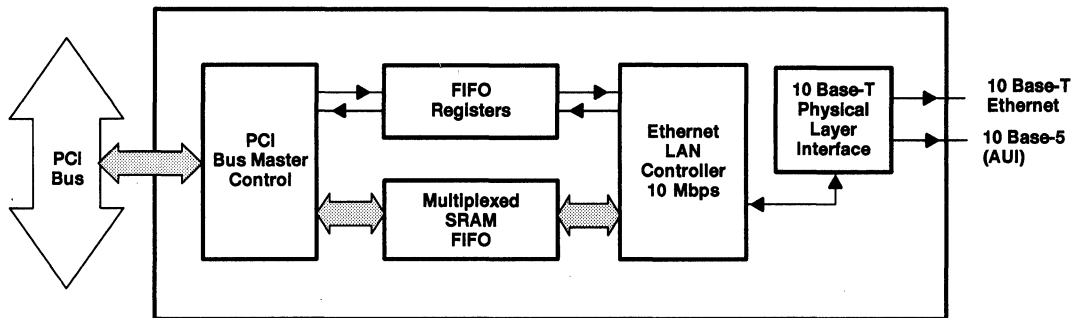 PCI
Bus
PCI
Bus Master
Control
FIFO
Registers
Multiplexed
SRAM
FIFO
Ethernet
LAN
Controller
10 Mbps
10 Base-T
Physical
Layer
Interface
10 Base-T
Ethernet
10 Base-5
(AUI)